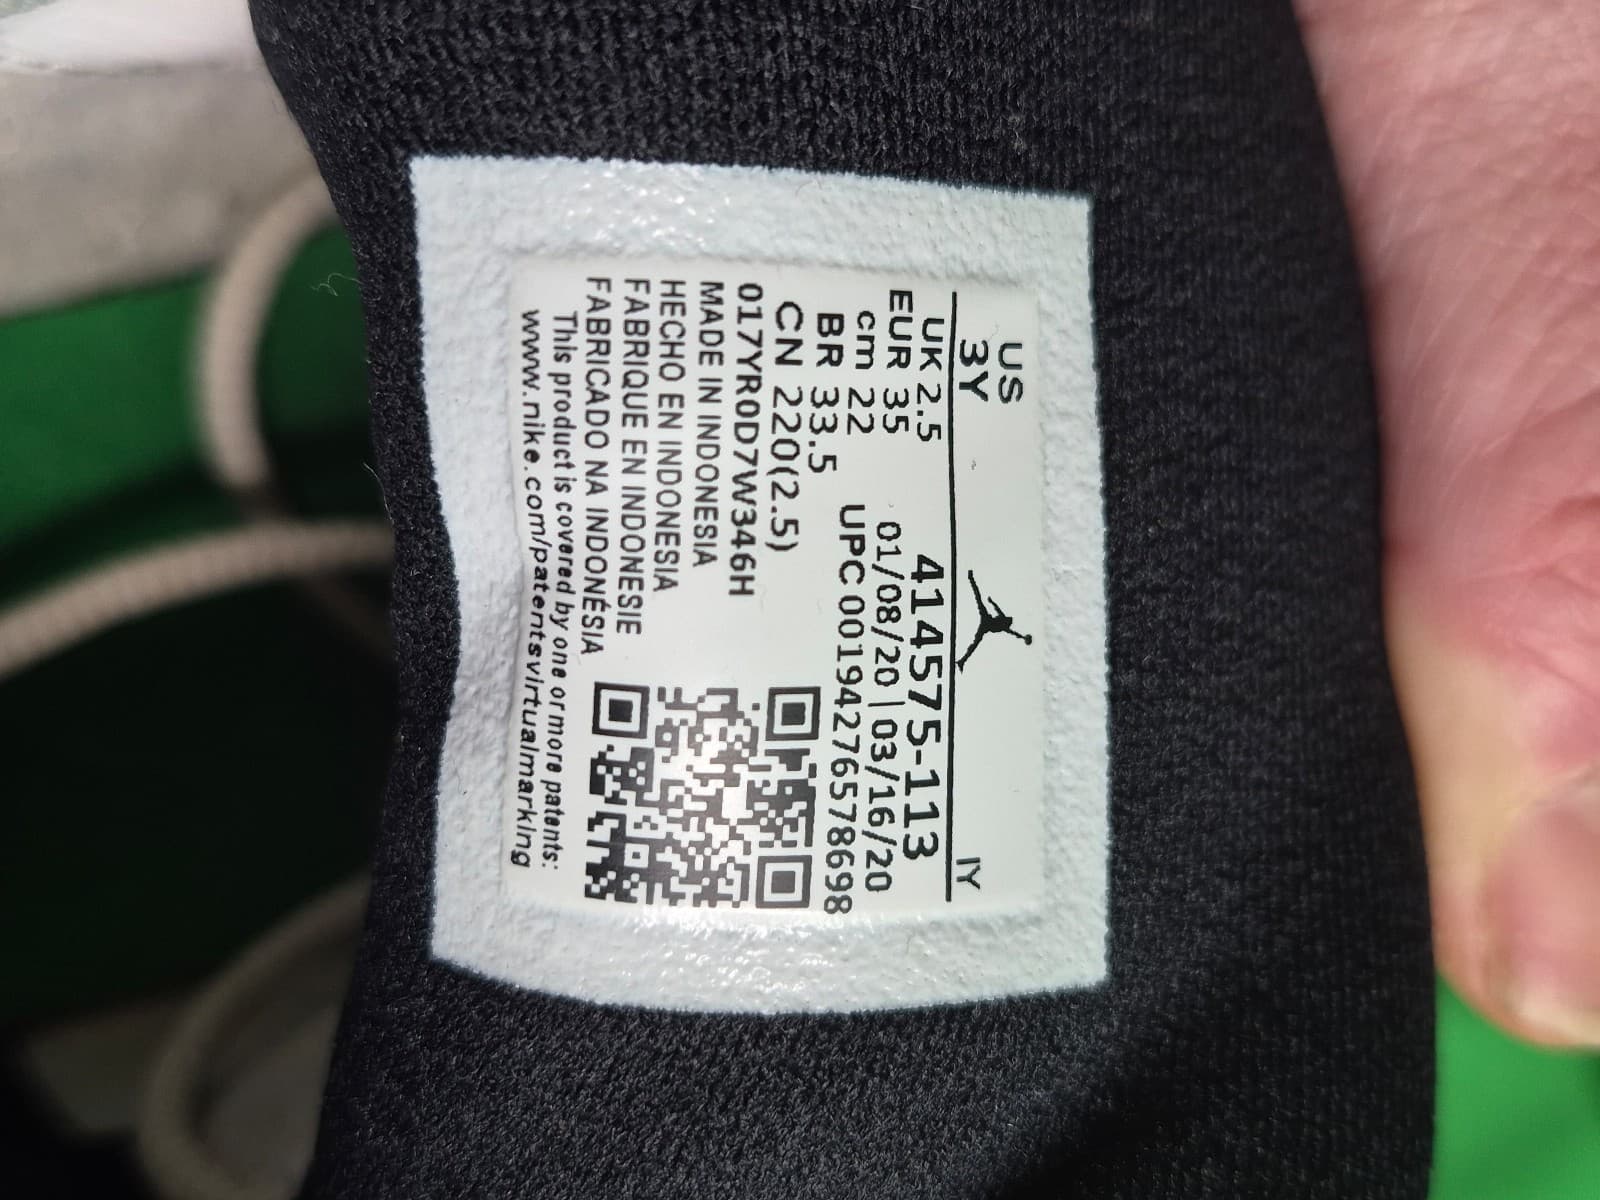 US
3Y
IY
UK 2.5
414575-113
EUR 35
01/08/20 | 03/16/20
cm 22
UPC 00194276578698
BR 33.5
CN 220(2.5)
017YR0D7W346H
MADE IN INDONESIA
HECHO EN INDONESIA
FABRIQUE EN INDONESIE
FABRICADO NA INDONÉSIA
This product is covered by one or more patents:
www.nike.com/patentsvirtualmarking